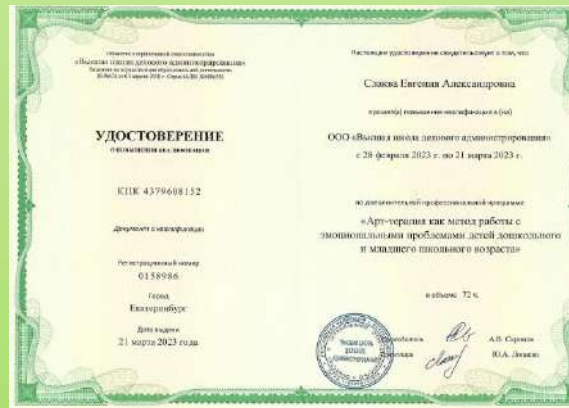 «Высшая школа делового администрирования»
УДОСТОВЕРЕНИЕ
О ПОВЫШЕНИИ КВАЛИФИКАЦИИ
КПК 4379608152
Документ о квалификации
Регистрационный номер
0158986
Город
Екатеринбург
Дата выдачи
21 марта 2023 года
Настоящее удостоверение свидетельствует о том, что
Слаква Евгения Александровна
прошел(а) повышение квалификации в (на)
ООО «Высшая школа делового администрирования»
с 28 февраля 2023 г. по 21 марта 2023 г.
по дополнительной профессиональной программе
«Арт-терапия как метод работы с
эмоциональными проблемами детей дошкольного
и младшего школьного возраста»
в объеме 72 ч.
Руководитель А.В.
Ю.А.